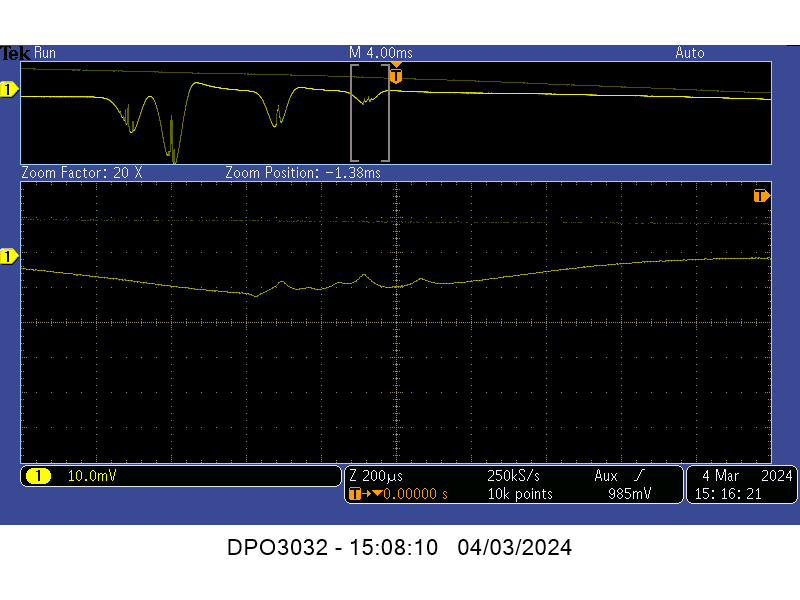 Tek Run M 4.00ms Auto
T
1
Zoom Factor: 20 X Zoom Position: -1.38ms
T
1
1 10.0mV
Z 200µs 250kS/s Aux
T→▼0.00000 s 10k points 985mV
4 Mar 2024
15:16:21
DPO3032 - 15:08:10 04/03/2024